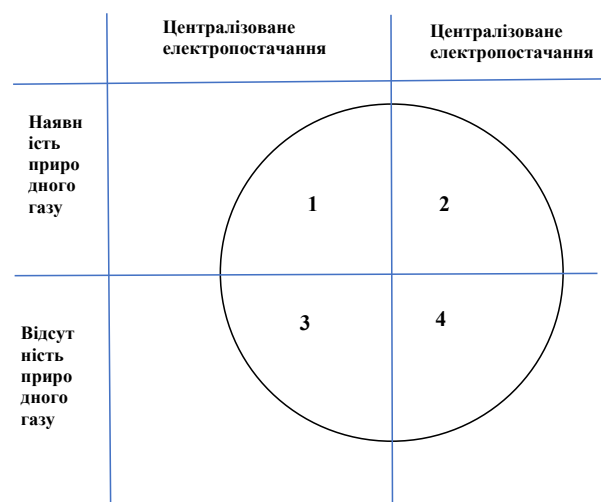 Централізоване
електропостачання
Централізоване
електропостачання
Наявн
ість
приро
дного
газу
1
2
Відсут
ність
приро
дного
газу
3
4